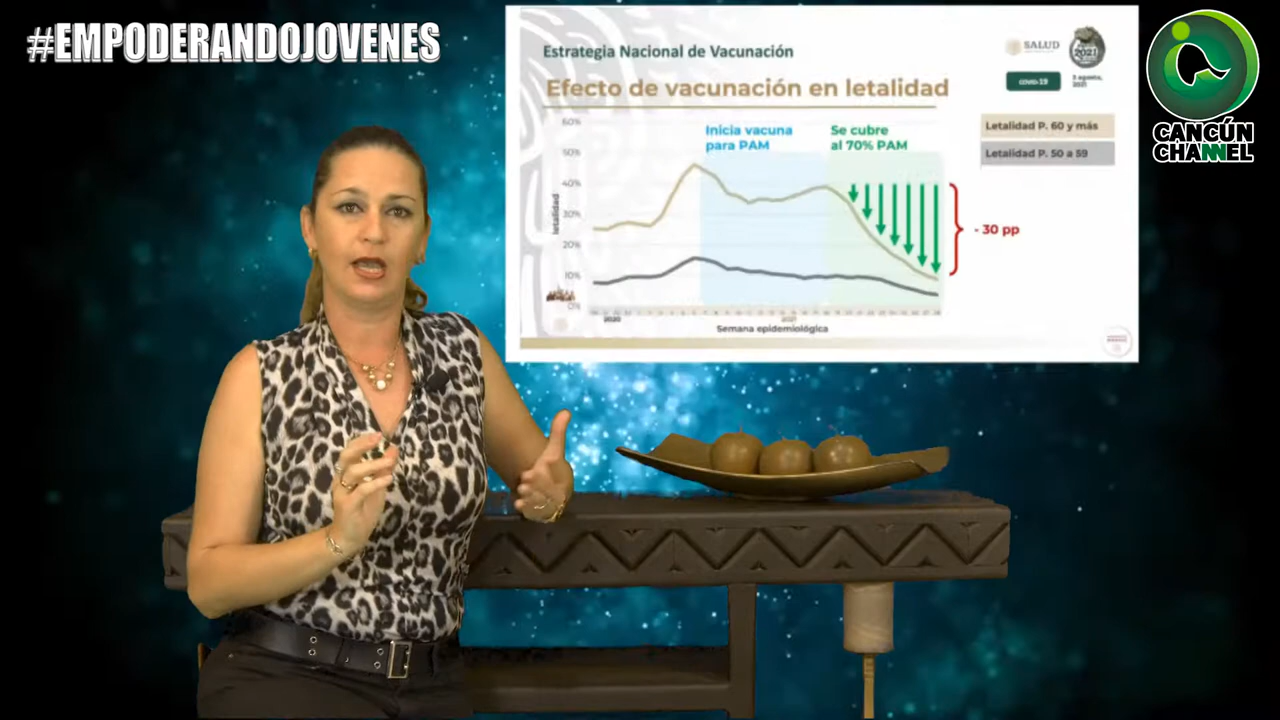 #EMPODERANDOJOVENES
Estrategia Nacional de Vacunación
Efecto de vacunación en letalidad
SALUD
2021
COVID-19
3 agosto,
2021
Inicia vacuna
para PAM
Se cubre
al 70% PAM
Letalidad P. 60 y más
Letalidad P. 50 a 59
60%
50%
40%
30%
20%
10%
0%
letalidad
- 30 pp
2020
2021
Semana epidemiológica
CANCÚN
CHANNEL